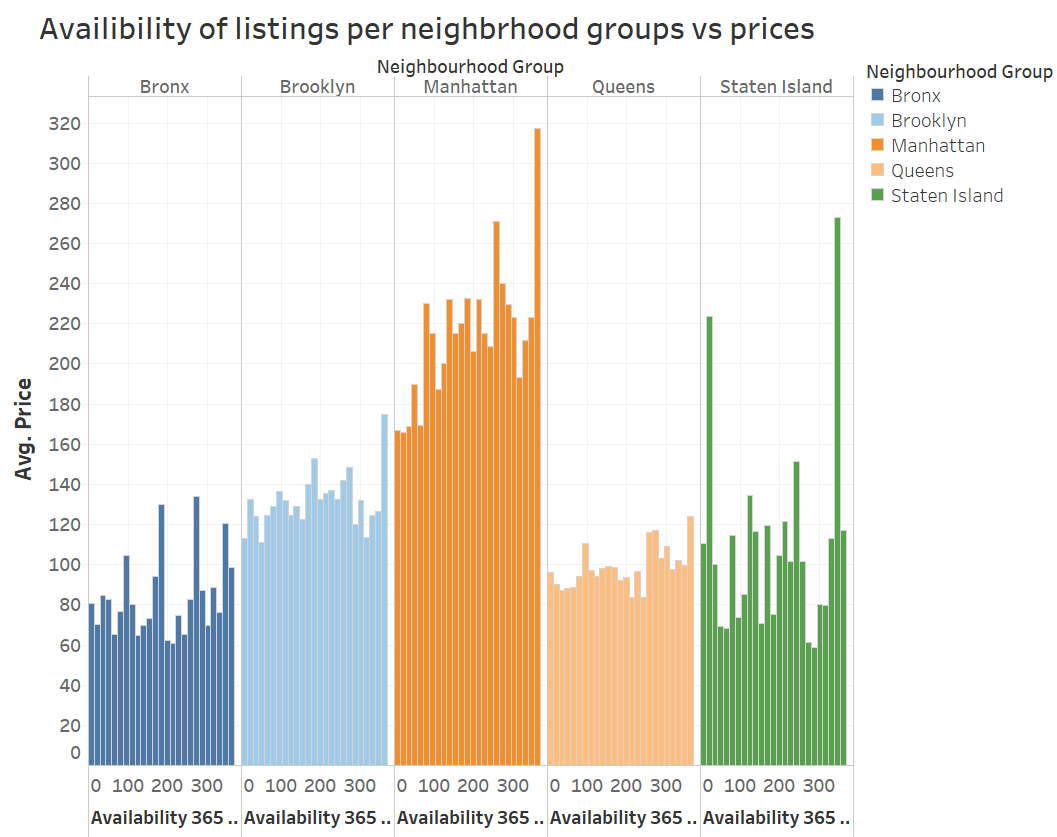 Availibility of listings per neighbrhood groups vs prices
Neighbourhood Group
Bronx Brooklyn Manhattan Queens Staten Island
Neighbourhood Group
Bronx
Brooklyn
Manhattan
Queens
Staten Island
Avg. Price
320
300
280
260
240
220
200
180
160
140
120
100
80
60
40
20
0
0 100 200 300 0 100 200 300 0 100 200 300 0 100 200 300 0 100 200 300
Availability 365 .. Availability 365 .. Availability 365 .. Availability 365 .. Availability 365 ..